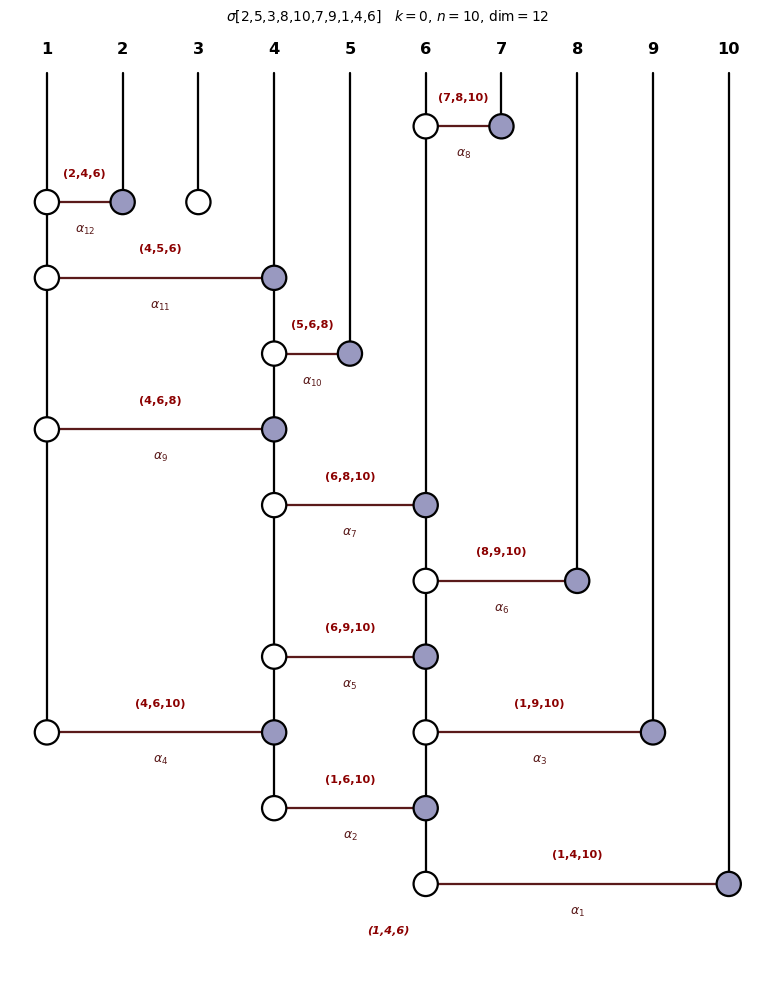 σ[2,5,3,8,10,7,9,1,4,6]   k = 0, n = 10, dim = 12
1 2 3 4 5 6 7 8 9 10
(7,8,10)
α8
(2,4,6)
α12
(4,5,6)
α11
(5,6,8)
α10
(4,6,8)
α9
(6,8,10)
α7
(8,9,10)
α6
(6,9,10)
α5
(4,6,10) (1,9,10)
α4 α3
(1,6,10)
α2
(1,4,10)
α1
(1,4,6)